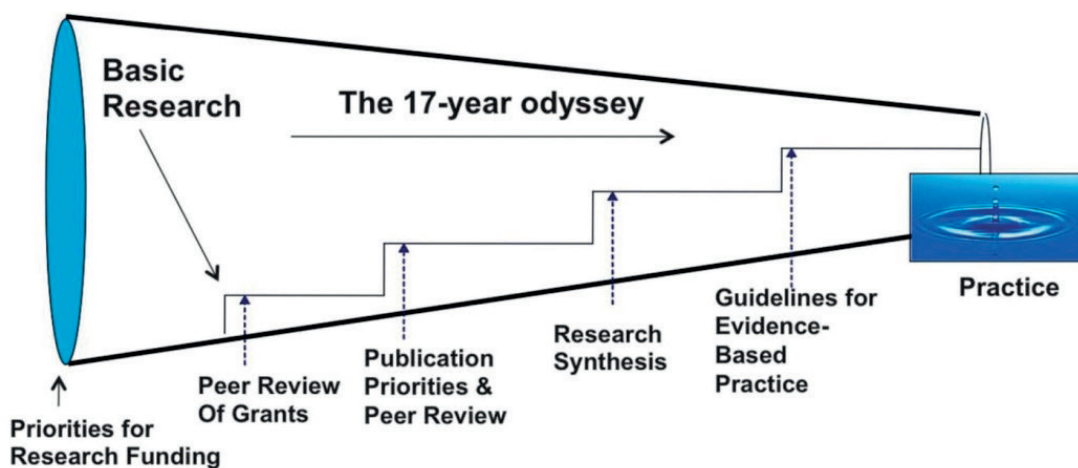 Basic
Research
The 17-year odyssey
Practice
Guidelines for
Evidence-
Based
Practice
Research
Synthesis
Publication
Priorities &
Peer Review
Peer Review
Of Grants
Priorities for
Research Funding